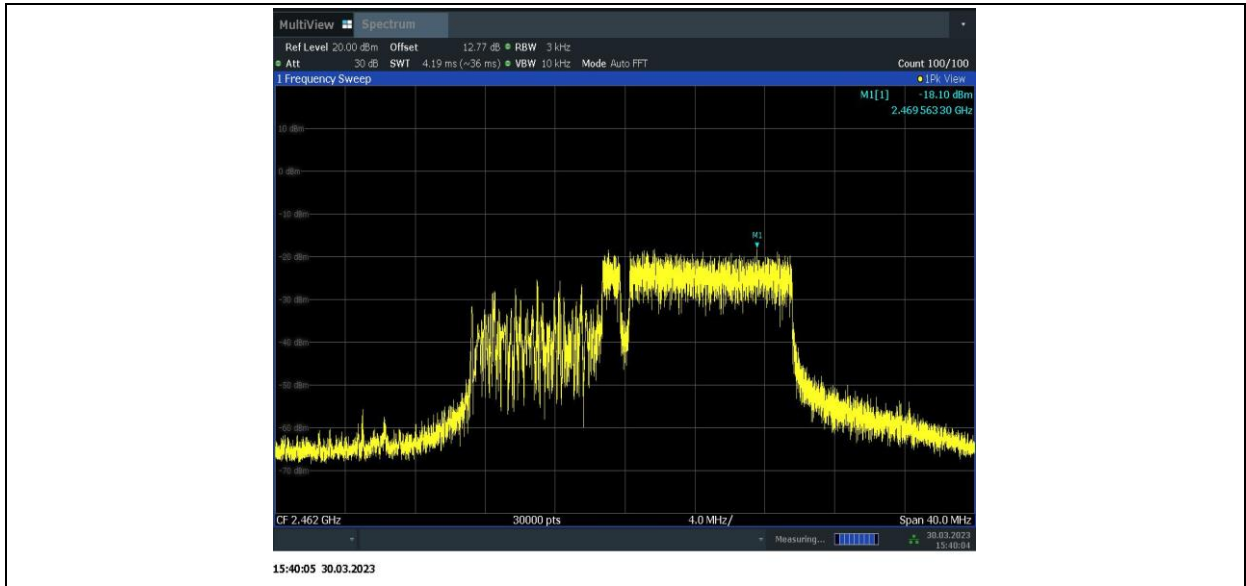 MultiView Spectrum
Ref Level 20.00 dBm Offset 12.77 dB RBW 3 kHz
Att 30 dB SWT 4.19 ms (~36 ms) VBW 10 kHz Mode Auto FFT Count 100/100
1 Frequency Sweep 1Pk View
M1[1] -18.10 dBm
2.469 563 30 GHz
10 dBm
0 dBm
-10 dBm
M1
-20 dBm
-30 dBm
-40 dBm
-50 dBm
-60 dBm
-70 dBm
CF 2.462 GHz 30000 pts 4.0 MHz/ Span 40.0 MHz
Measuring... 30.03.2023
15:40:04
15:40:05 30.03.2023